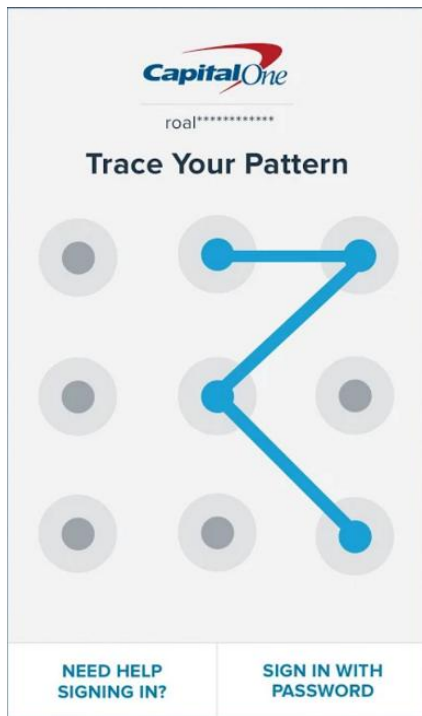 CapitalOne
roal************
Trace Your Pattern
NEED HELP
SIGNING IN?
SIGN IN WITH
PASSWORD